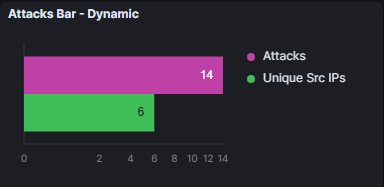 Attacks Bar - Dynamic
Attacks
Unique Src IPs
14
6
0 2 4 6 8 10 12 14